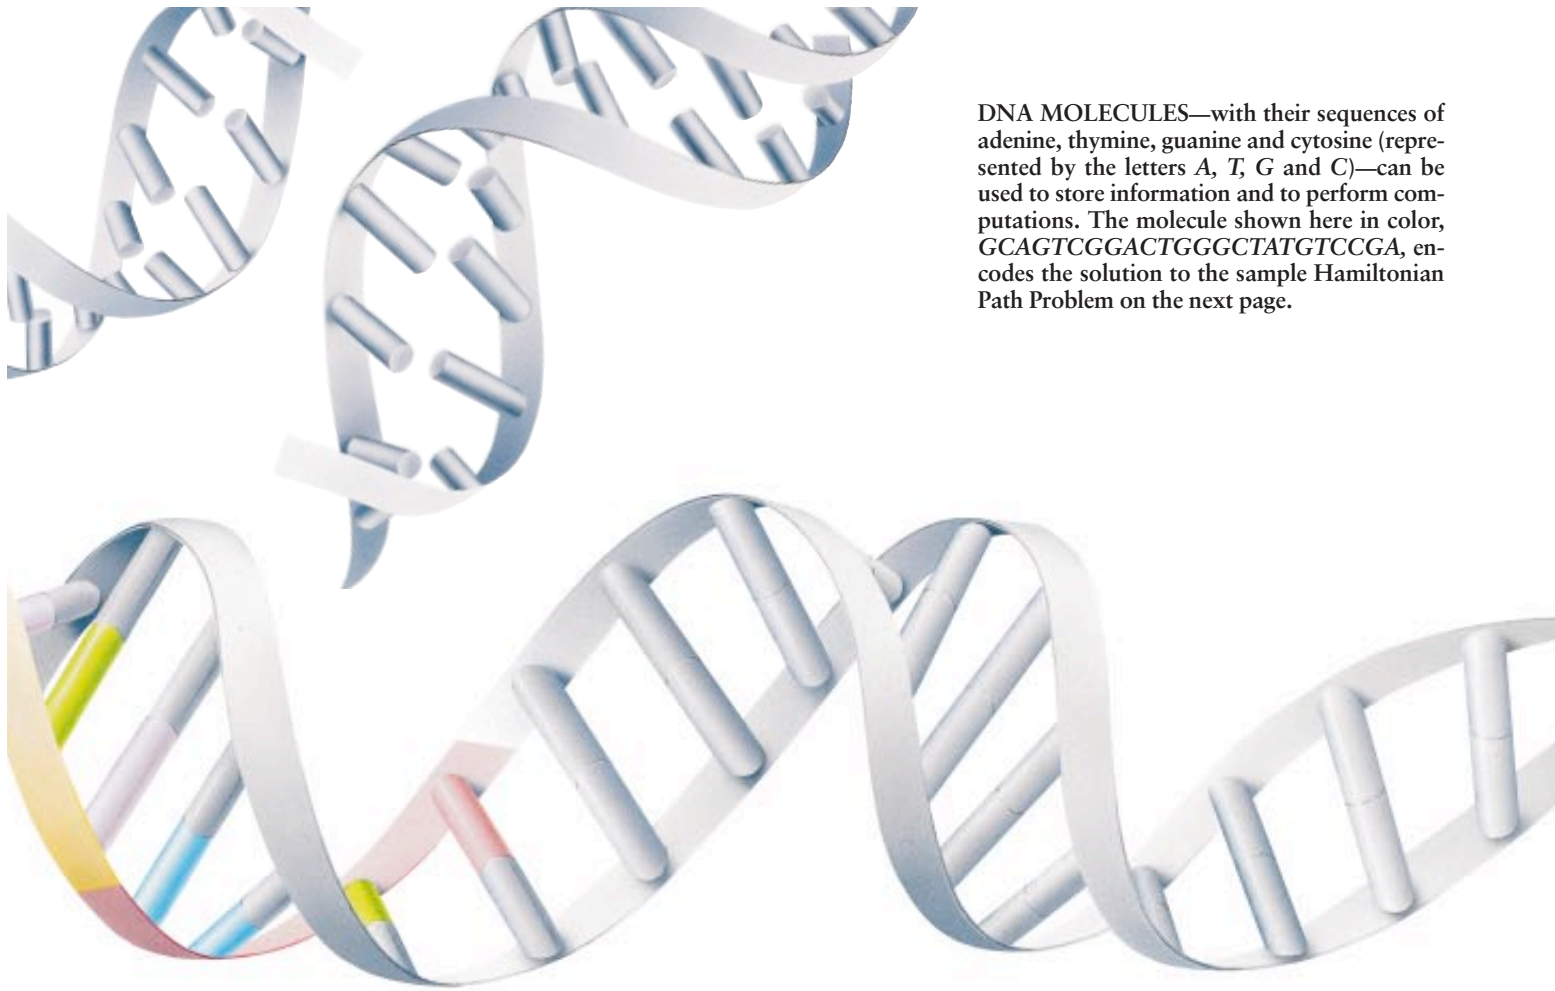 DNA MOLECULES—with their sequences of
adenine, thymine, guanine and cytosine (repre-
sented by the letters A, T, G and C)—can be
used to store information and to perform com-
putations. The molecule shown here in color,
GCAGTCGGACTGGGCTATGTCCGA, en-
codes the solution to the sample Hamiltonian
Path Problem on the next page.